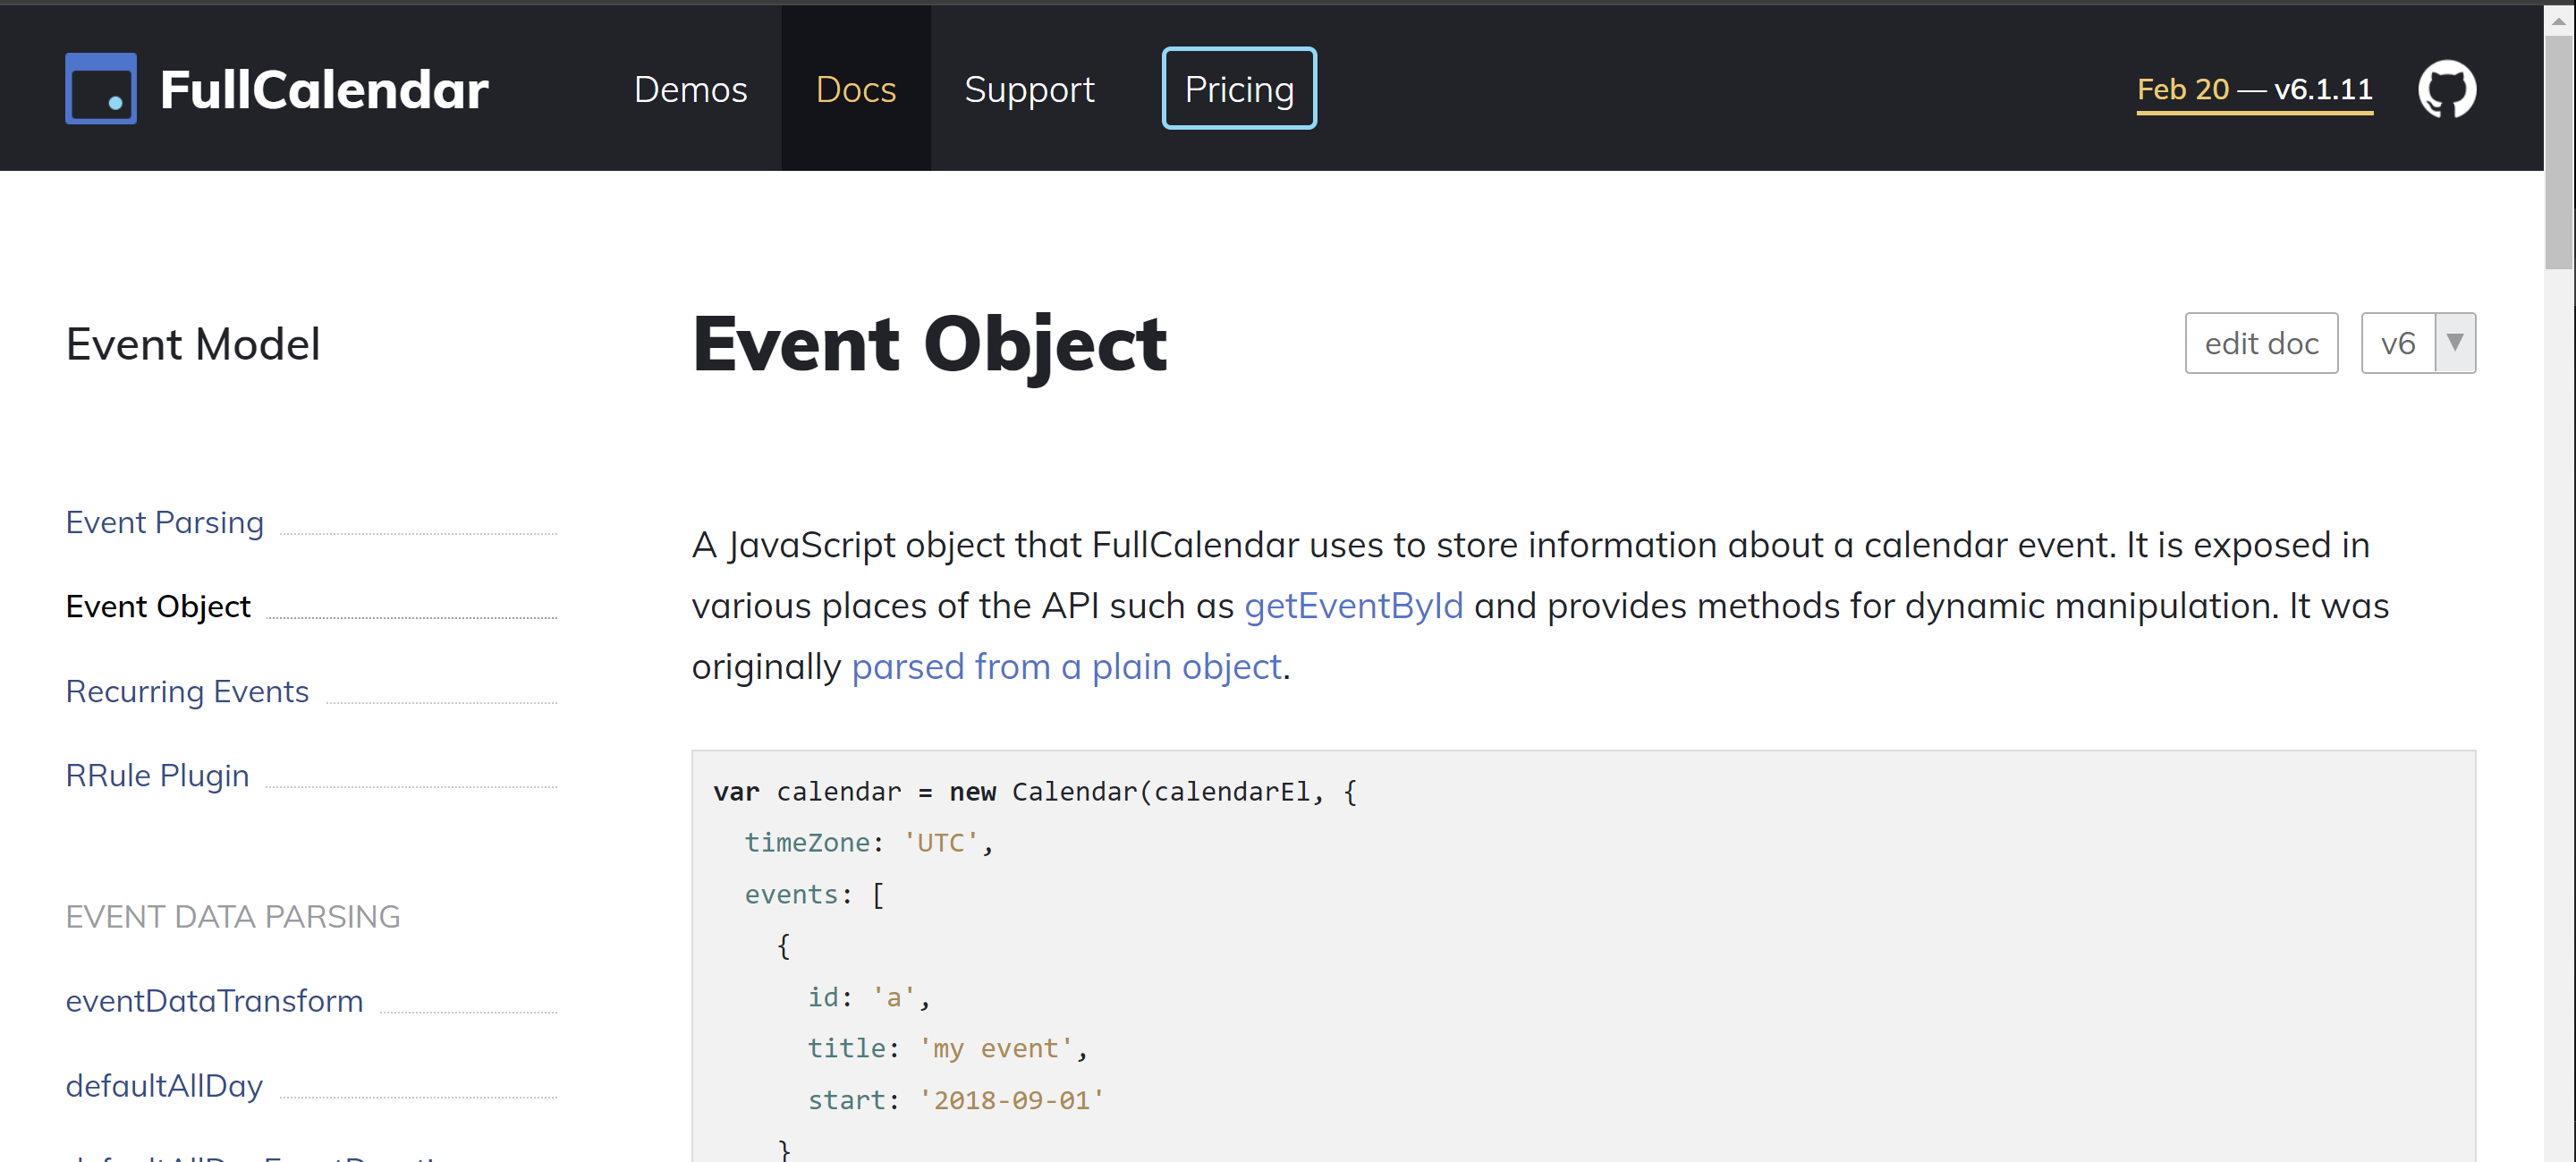 FullCalendar
Demos
Docs
Support
Pricing
Feb 20 — v6.1.11
Event Model
Event Parsing
Event Object
Recurring Events
RRule Plugin
EVENT DATA PARSING
eventDataTransform
defaultAllDay
Event Object
edit doc
v6
A JavaScript object that FullCalendar uses to store information about a calendar event. It is exposed in
various places of the API such as getEventById and provides methods for dynamic manipulation. It was
originally parsed from a plain object.
var calendar = new Calendar(calendarEl, {
timeZone: 'UTC',
events: [
{
id: 'a',
title: 'my event',
start: '2018-09-01'
}